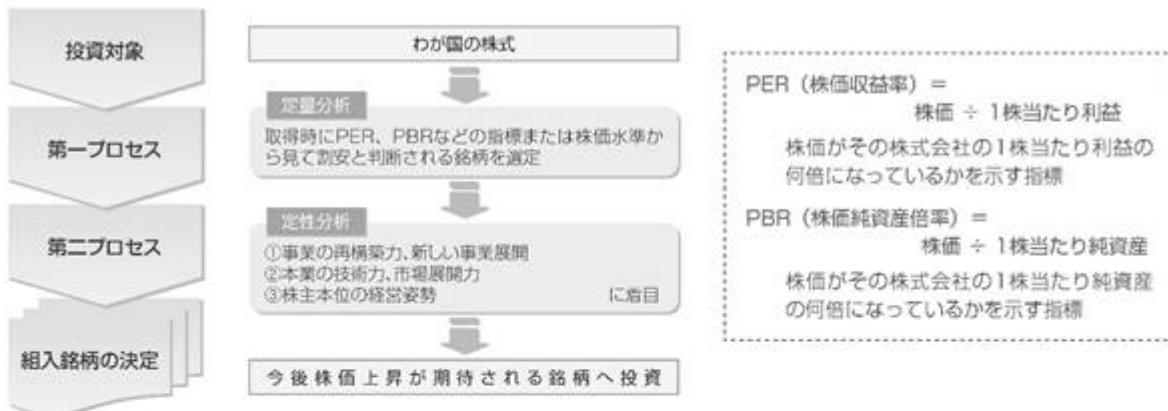 投資対象
わが国の株式
第一プロセス
定量分析
取得時にPER、PBRなどの指標または株価水準か
ら見て割安と判断される銘柄を選定
第二プロセス
定性分析
①事業の再構築力、新しい事業展開
②本業の技術力、市場展開力
③株主本位の経営姿勢 に着目
組入銘柄の決定
今後株価上昇が期待される銘柄へ投資
PER（株価収益率）＝
株価 ÷ 1株当たり利益
株価がその株式会社の1株当たり利益の
何倍になっているかを示す指標
PBR（株価純資産倍率）＝
株価 ÷ 1株当たり純資産
株価がその株式会社の1株当たり純資産
の何倍になっているかを示す指標